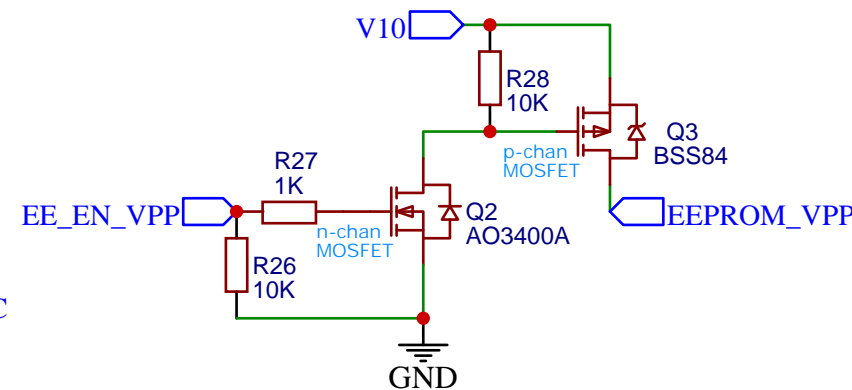 V10
R28
10K
p-chan
MOSFET
Q3
BSS84
R27
1K
EE_EN_VPP
n-chan
MOSFET
Q2
AO3400A
EEPROM_VPP
R26
10K
C
GND